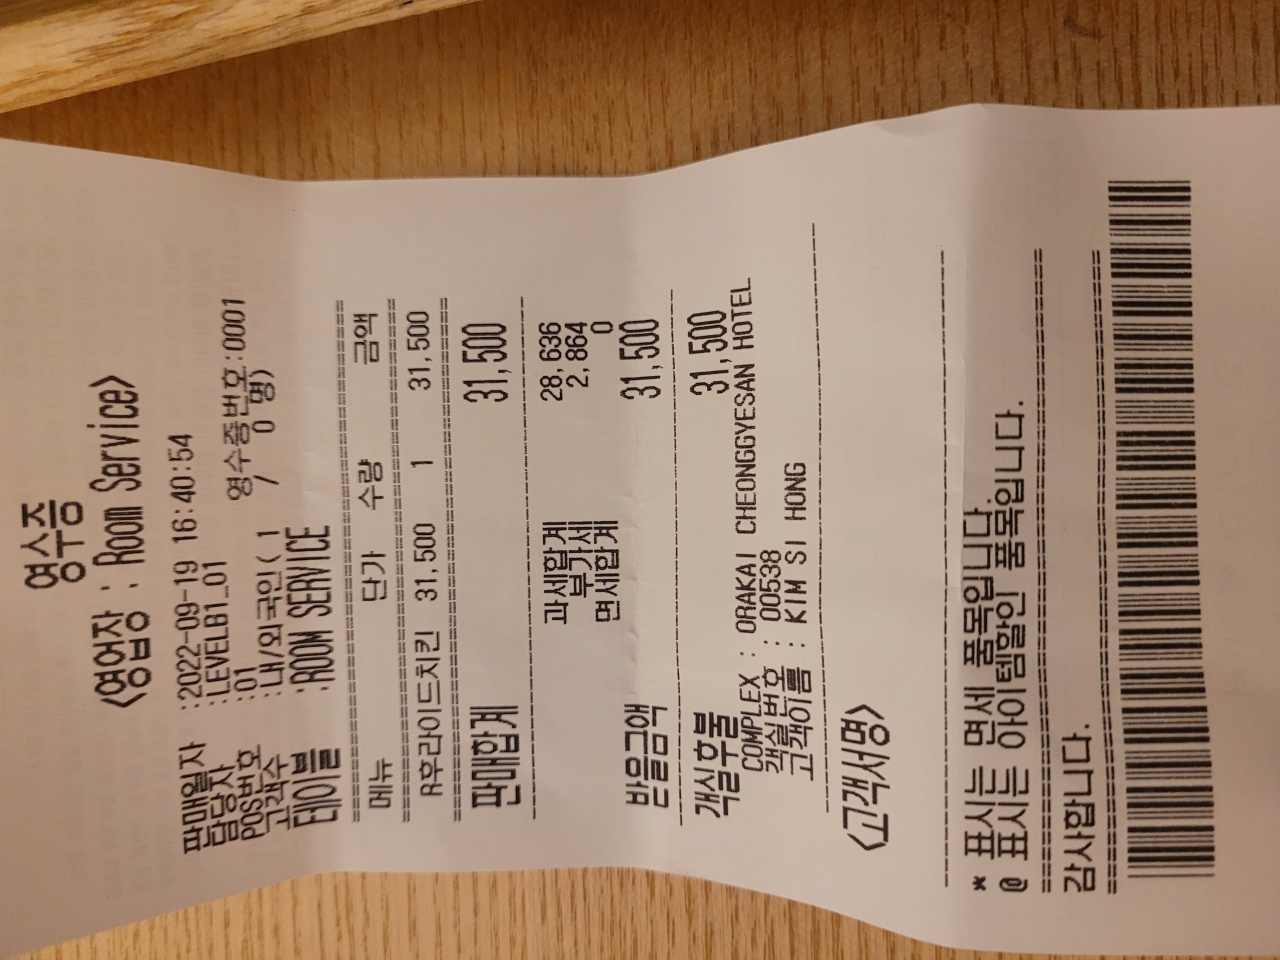 영수증
<영업장 : Room Service>
판매일자 :2022-09-19 16:40:54
담당자 :LEVELB1_01
POS번호 :01 영수증번호:0001
고객수 :내/외국인( 1 / 0 명)
테이블 :ROOM SERVICE
메뉴 단가 수량 금액
R후라이드치킨 31,500 1 31,500
판매합계 31,500
과세합계 28,636
부가세 2,864
면세합계 0
받을금액 31,500
객실후불 31,500
COMPLEX : ORAKAI CHEONGGYESAN HOTEL
객실번호 : 00538
고객이름 : KIM SI HONG
<고객서명>
* 표시는 면세 품목입니다.
@ 표시는 아이템할인 품목입니다.
감사합니다.